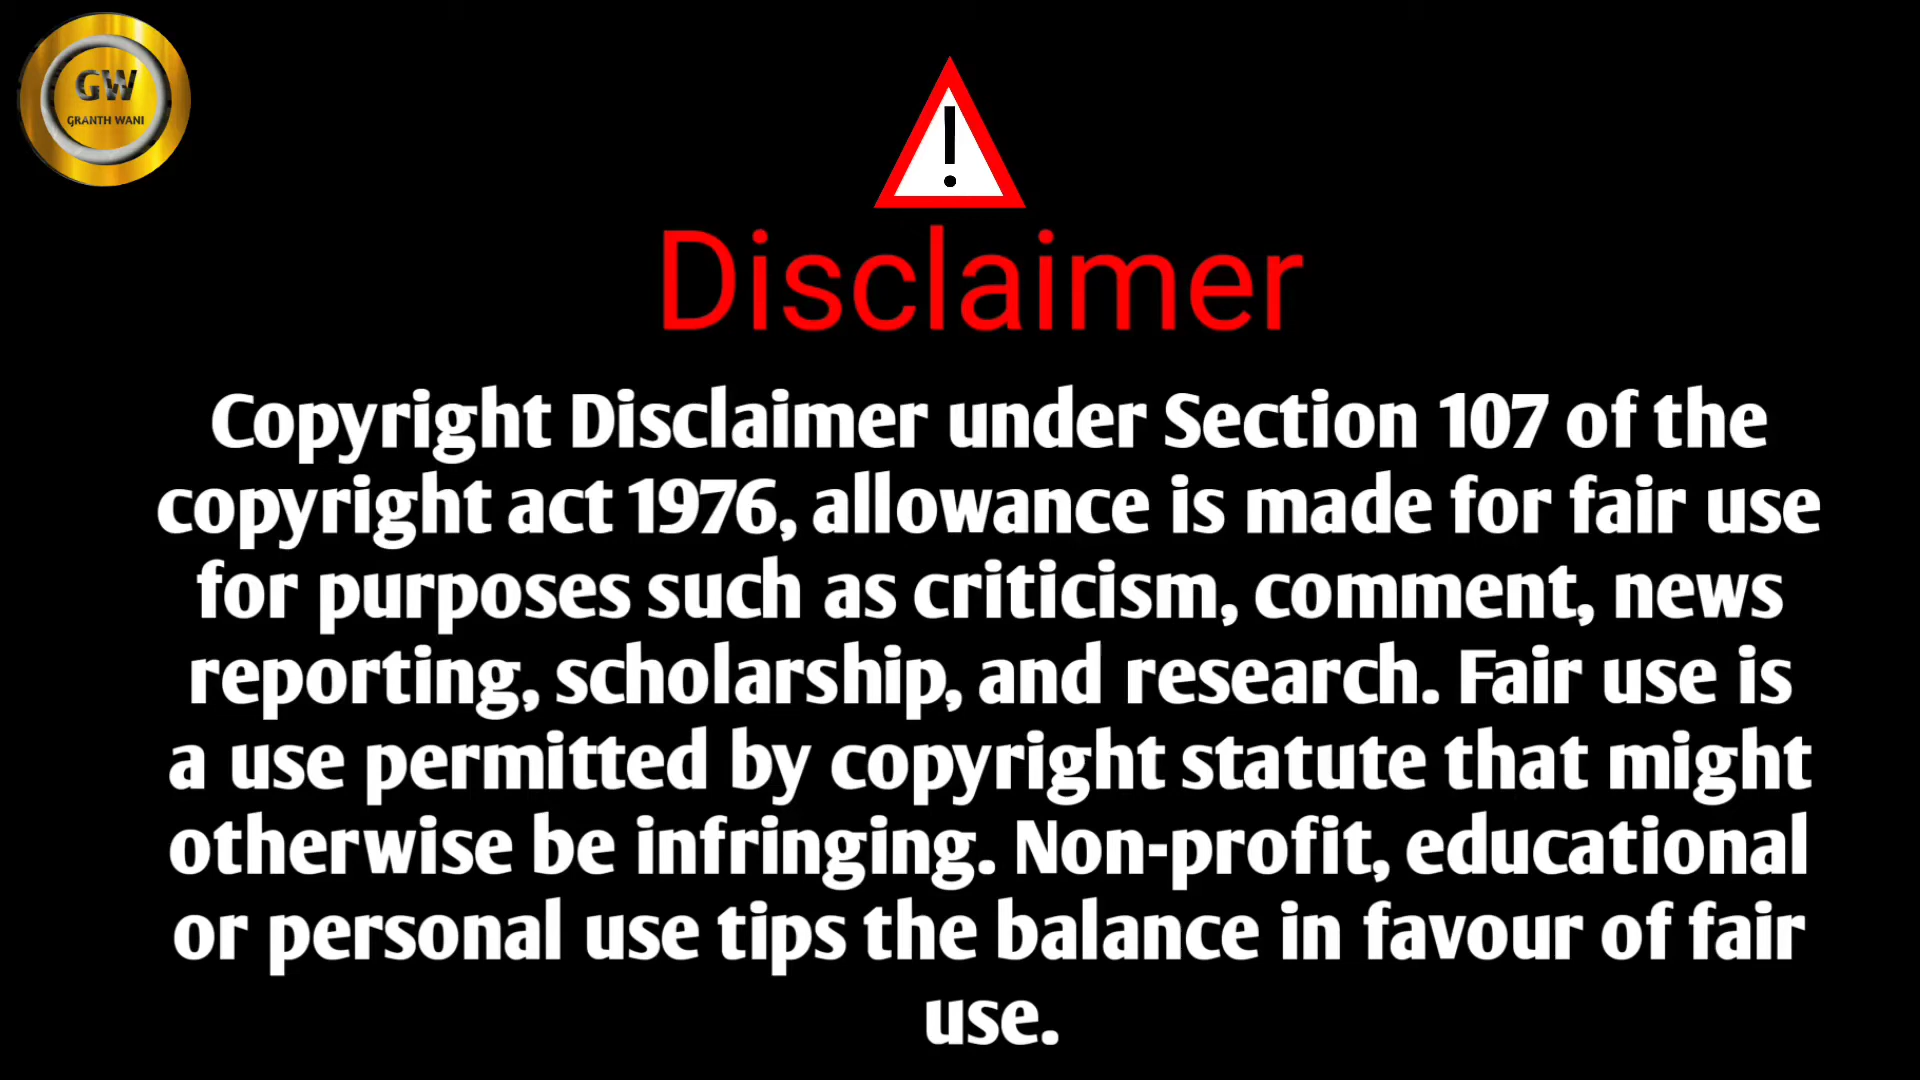 GW
GRANTH WANI
!
Disclaimer
Copyright Disclaimer under Section 107 of the
copyright act 1976, allowance is made for fair use
for purposes such as criticism, comment, news
reporting, scholarship, and research. Fair use is
a use permitted by copyright statute that might
otherwise be infringing. Non-profit, educational
or personal use tips the balance in favour of fair
use.